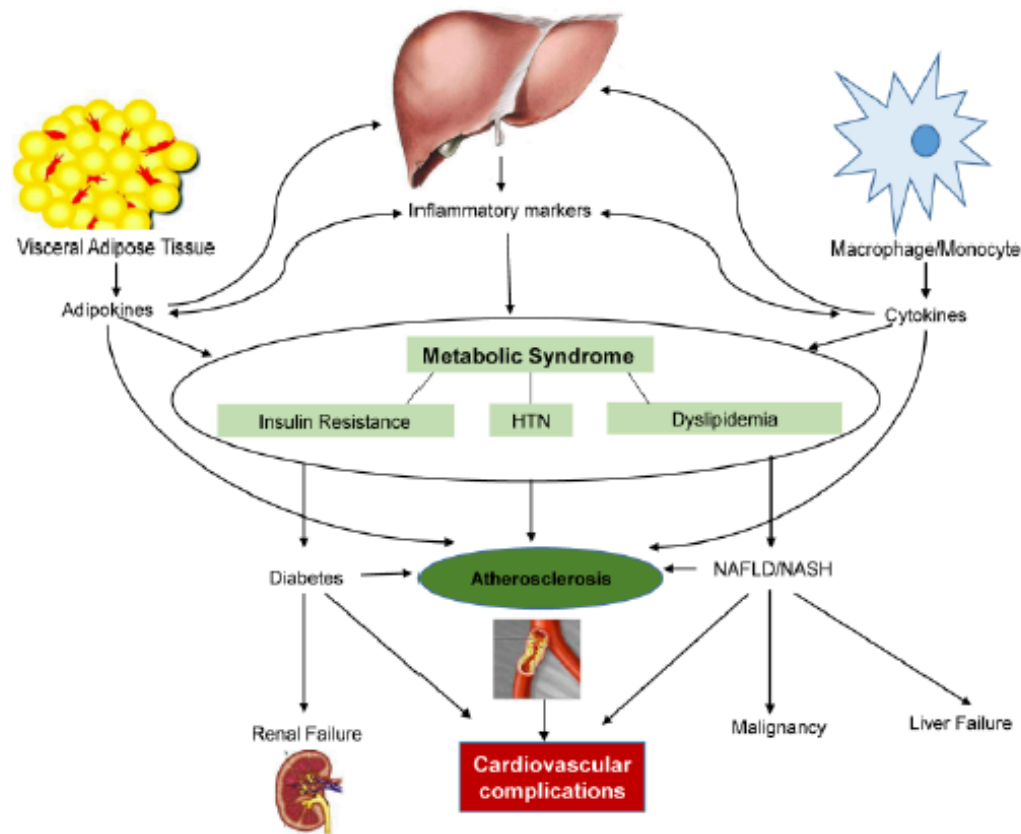 Inflammatory markers
Visceral Adipose Tissue
Macrophage/Monocyte
Adipokines
Cytokines
Metabolic Syndrome
Insulin Resistance
HTN
Dyslipidemia
Diabetes
Atherosclerosis
NAFLD/NASH
Renal Failure
Malignancy
Liver Failure
Cardiovascular
complications